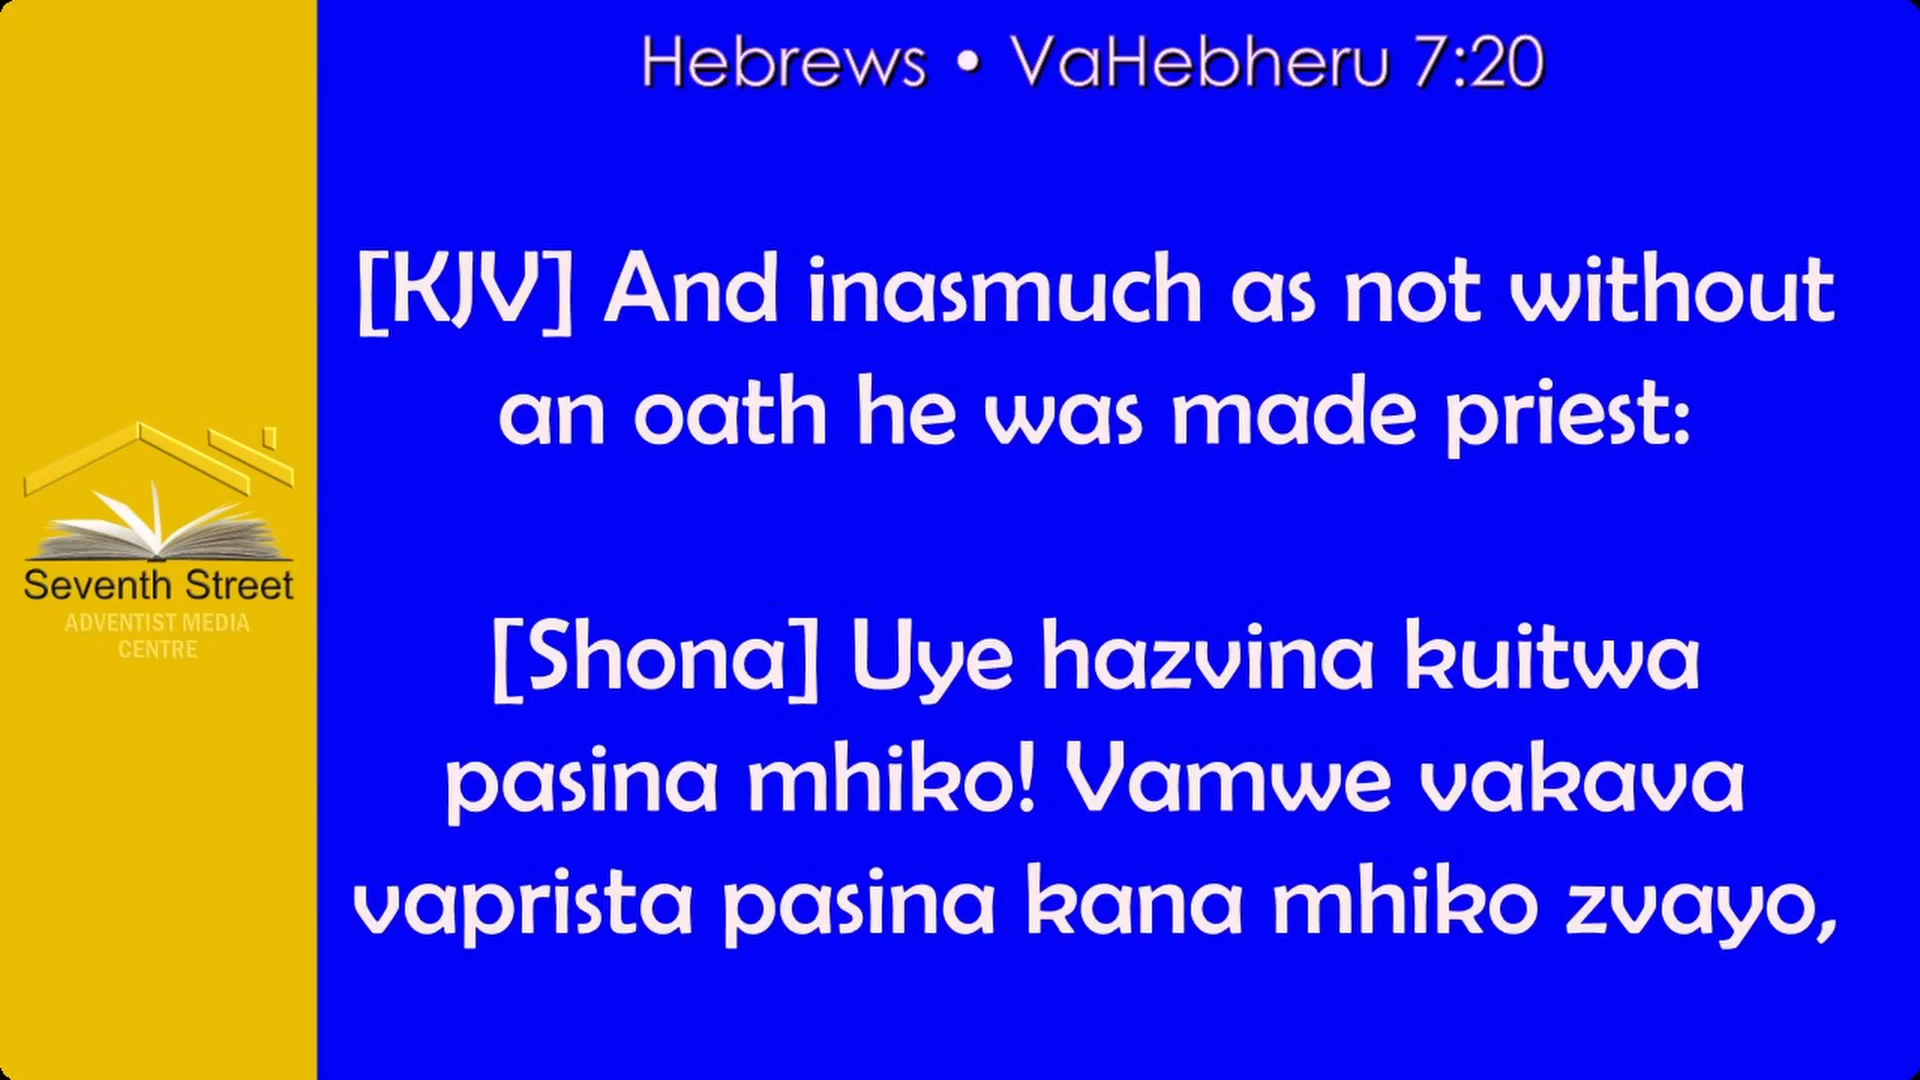 Hebrews • VaHebheru 7:20
[KJV] And inasmuch as not without
an oath he was made priest:
[Shona] Uye hazvina kuitwa
pasina mhiko! Vamwe vakava
vaprista pasina kana mhiko zvayo,
Seventh Street
ADVENTIST MEDIA
CENTRE